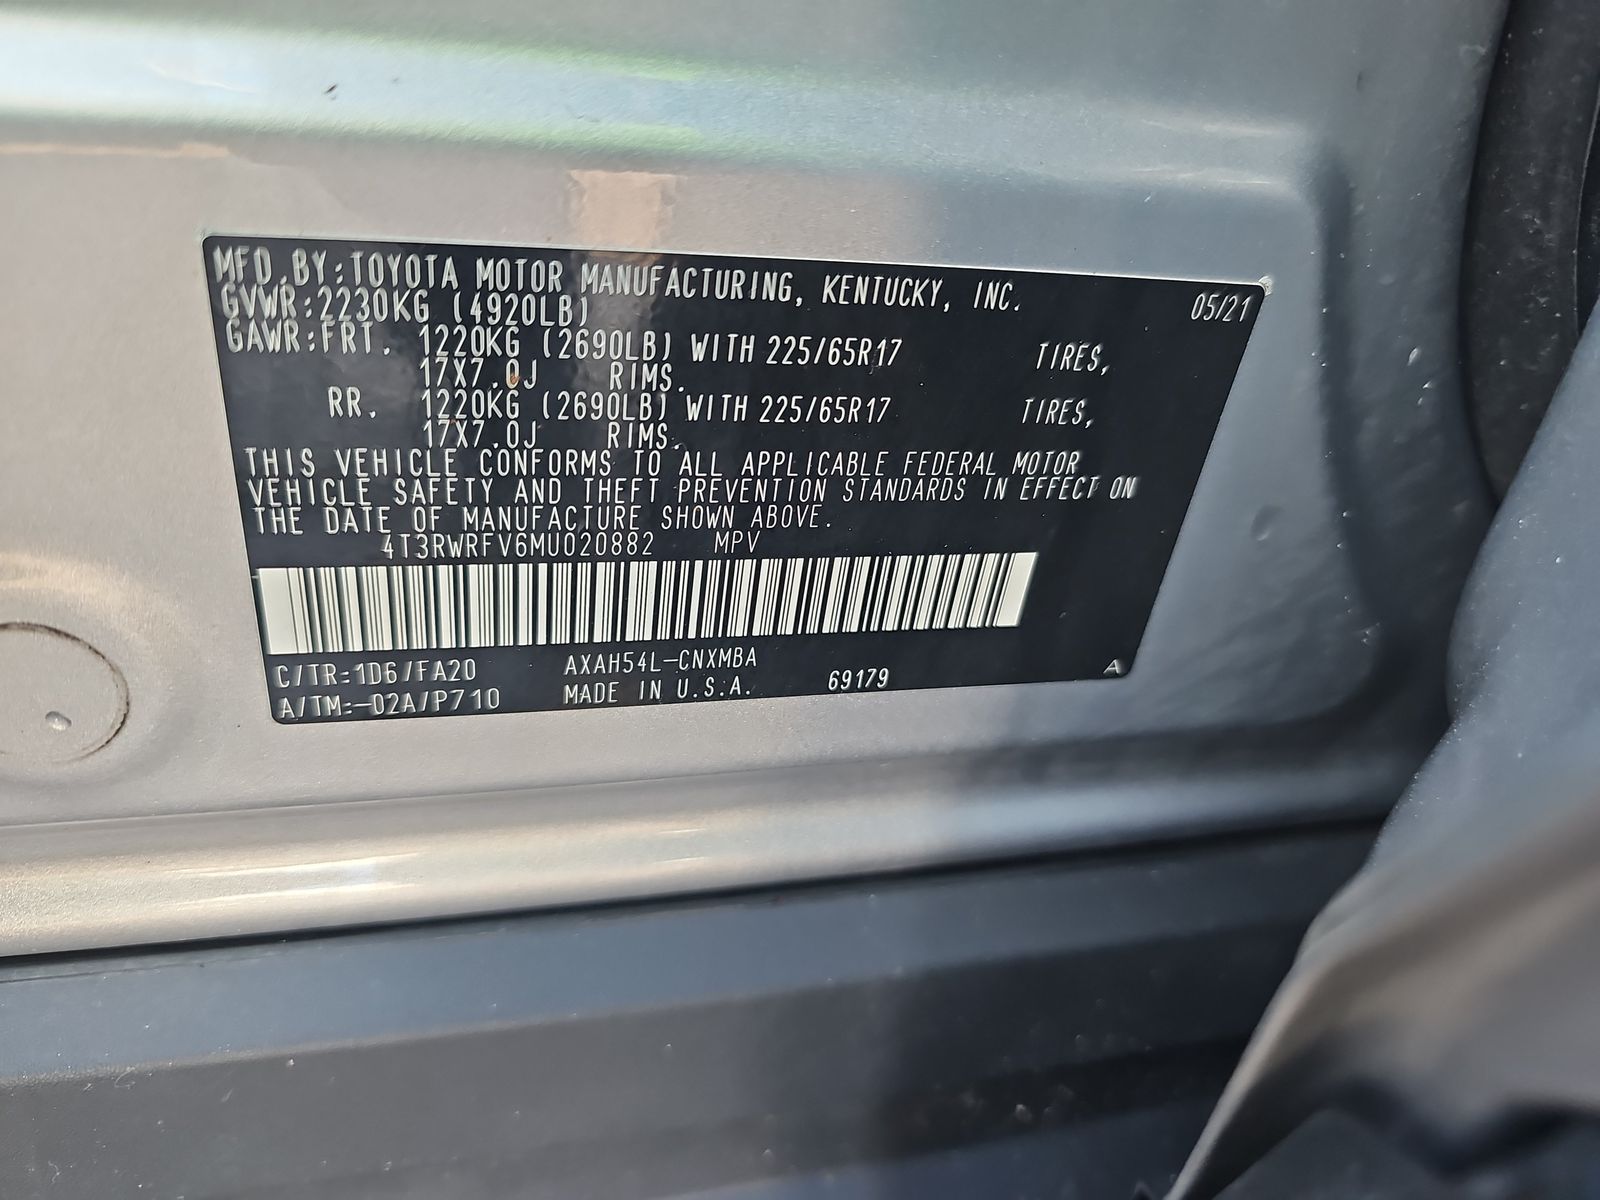 MFD.BY:TOYOTA MOTOR MANUFACTURING, KENTUCKY, INC. 05/21
GVWR:2230KG (4920LB)
GAWR:FRT. 1220KG (2690LB) WITH 225/65R17 TIRES,
17X7.0J RIMS.
RR. 1220KG (2690LB) WITH 225/65R17 TIRES,
17X7.0J RIMS.
THIS VEHICLE CONFORMS TO ALL APPLICABLE FEDERAL MOTOR
VEHICLE SAFETY AND THEFT PREVENTION STANDARDS IN EFFECT ON
THE DATE OF MANUFACTURE SHOWN ABOVE.
4T3RWRFV6MU020882 MPV
C/TR:1D6/FA20 AXAH54L-CNXMBA
A/TM:-02A/P710 MADE IN U.S.A. 69179 A